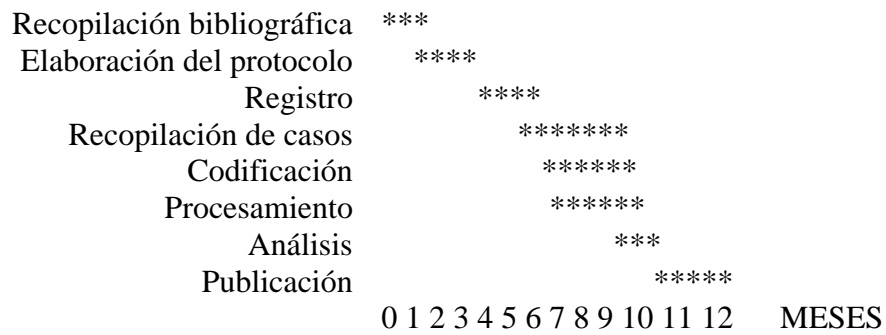 Recopilación bibliográfica ***
Elaboración del protocolo ****
Registro ****
Recopilación de casos *******
Codificación ******
Procesamiento ******
Análisis ***
Publicación *****
0 1 2 3 4 5 6 7 8 9 10 11 12 MESES